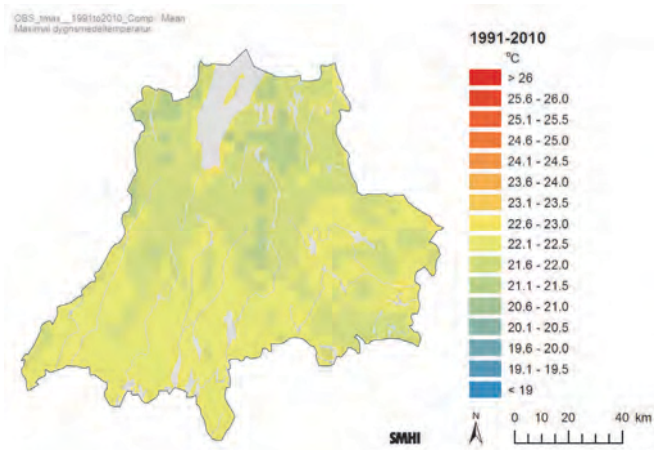 OBS_tmax__1991to2010_Comp Mean
Maximal dygnsmedeltemperatur
1991-2010
°C
> 26
25.6 - 26.0
25.1 - 25.5
24.6 - 25.0
24.1 - 24.5
23.6 - 24.0
23.1 - 23.5
22.6 - 23.0
22.1 - 22.5
21.6 - 22.0
21.1 - 21.5
20.6 - 21.0
20.1 - 20.5
19.6 - 20.0
19.1 - 19.5
< 19
N
0 10 20 40 km
SMHI